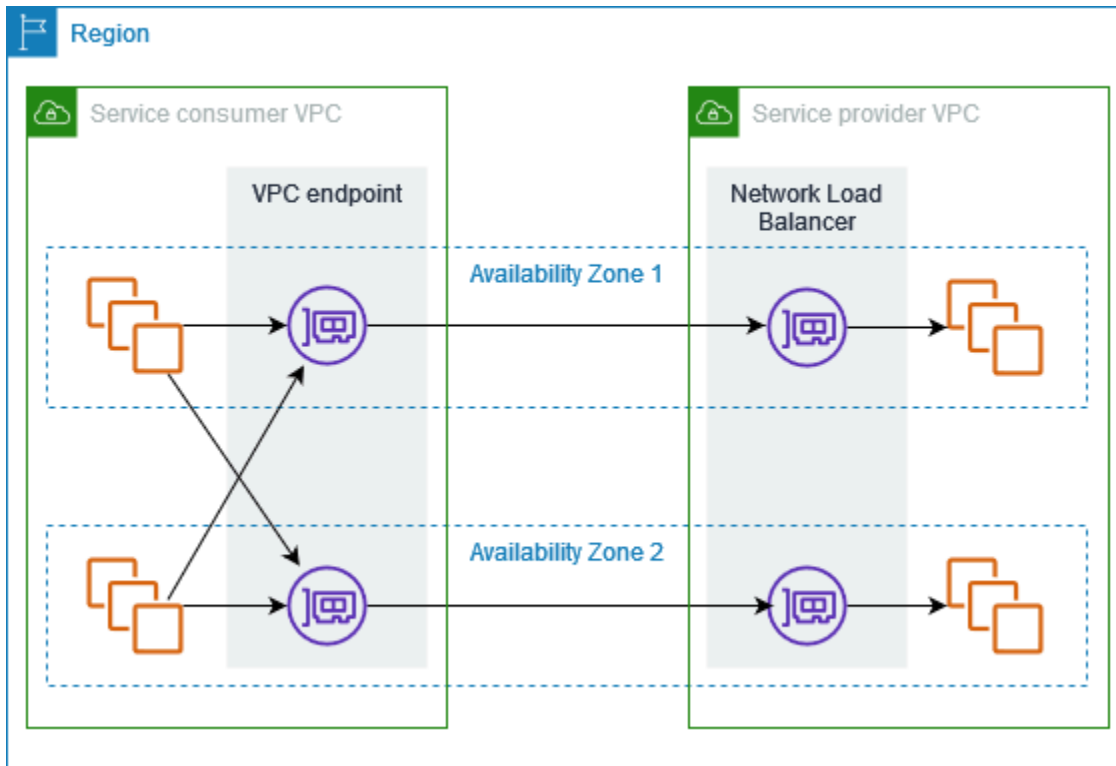 Region
Service consumer VPC
Service provider VPC
VPC endpoint
Network Load
Balancer
Availability Zone 1
Availability Zone 2